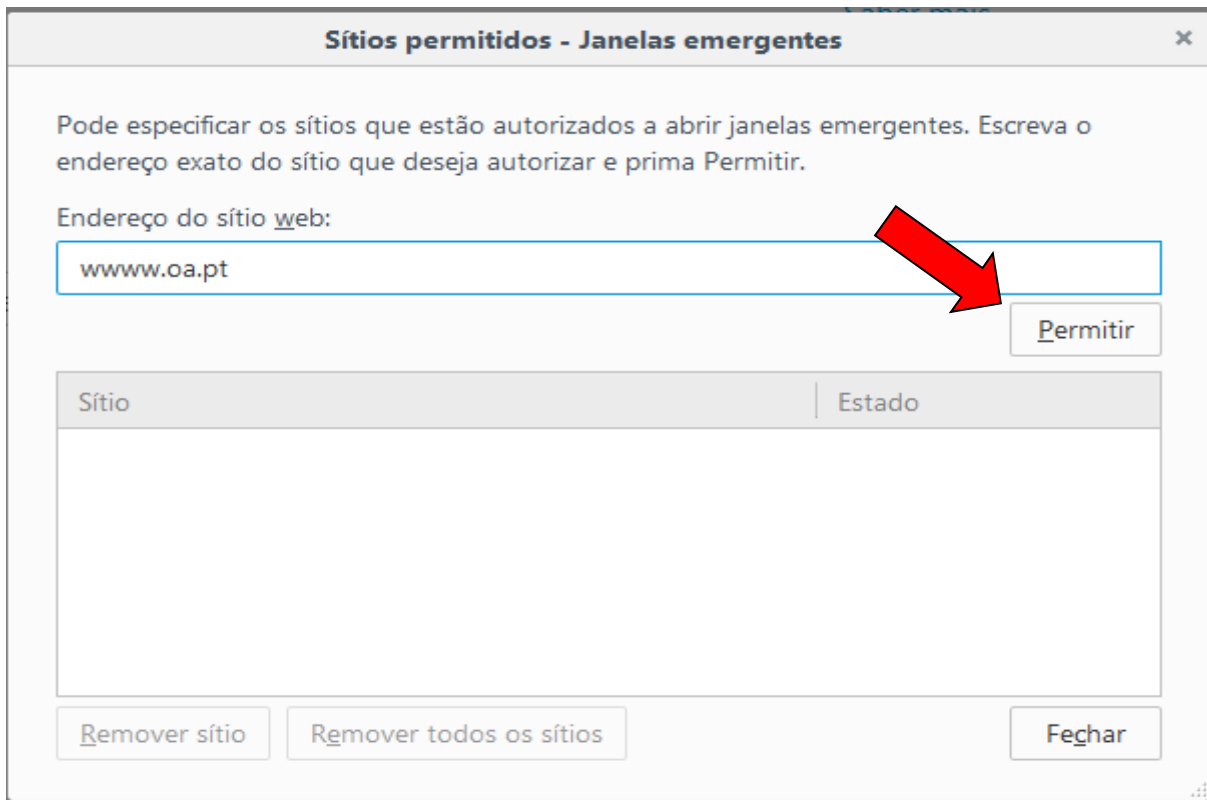 Saber mais
Sítios permitidos - Janelas emergentes
Pode especificar os sítios que estão autorizados a abrir janelas emergentes. Escreva o
endereço exato do sítio que deseja autorizar e prima Permitir.
Endereço do sítio web:
wwww.oa.pt
Permitir
Sítio Estado
Remover sítio Remover todos os sítios Fechar